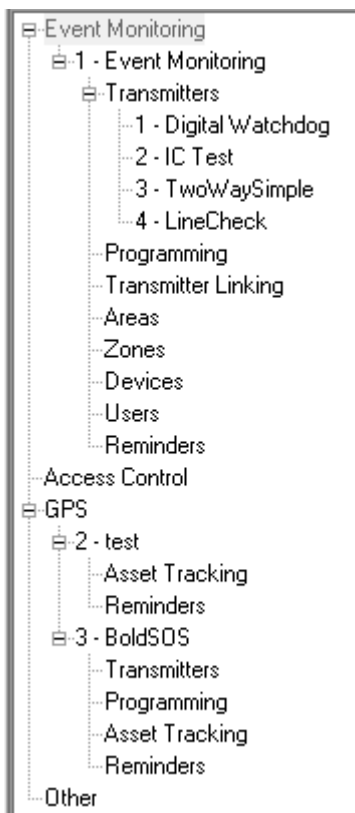 Event Monitoring
1 - Event Monitoring
Transmitters
1 - Digital Watchdog
2 - IC Test
3 - TwoWaySimple
4 - LineCheck
Programming
Transmitter Linking
Areas
Zones
Devices
Users
Reminders
Access Control
GPS
2 - test
Asset Tracking
Reminders
3 - BoldSOS
Transmitters
Programming
Asset Tracking
Reminders
Other